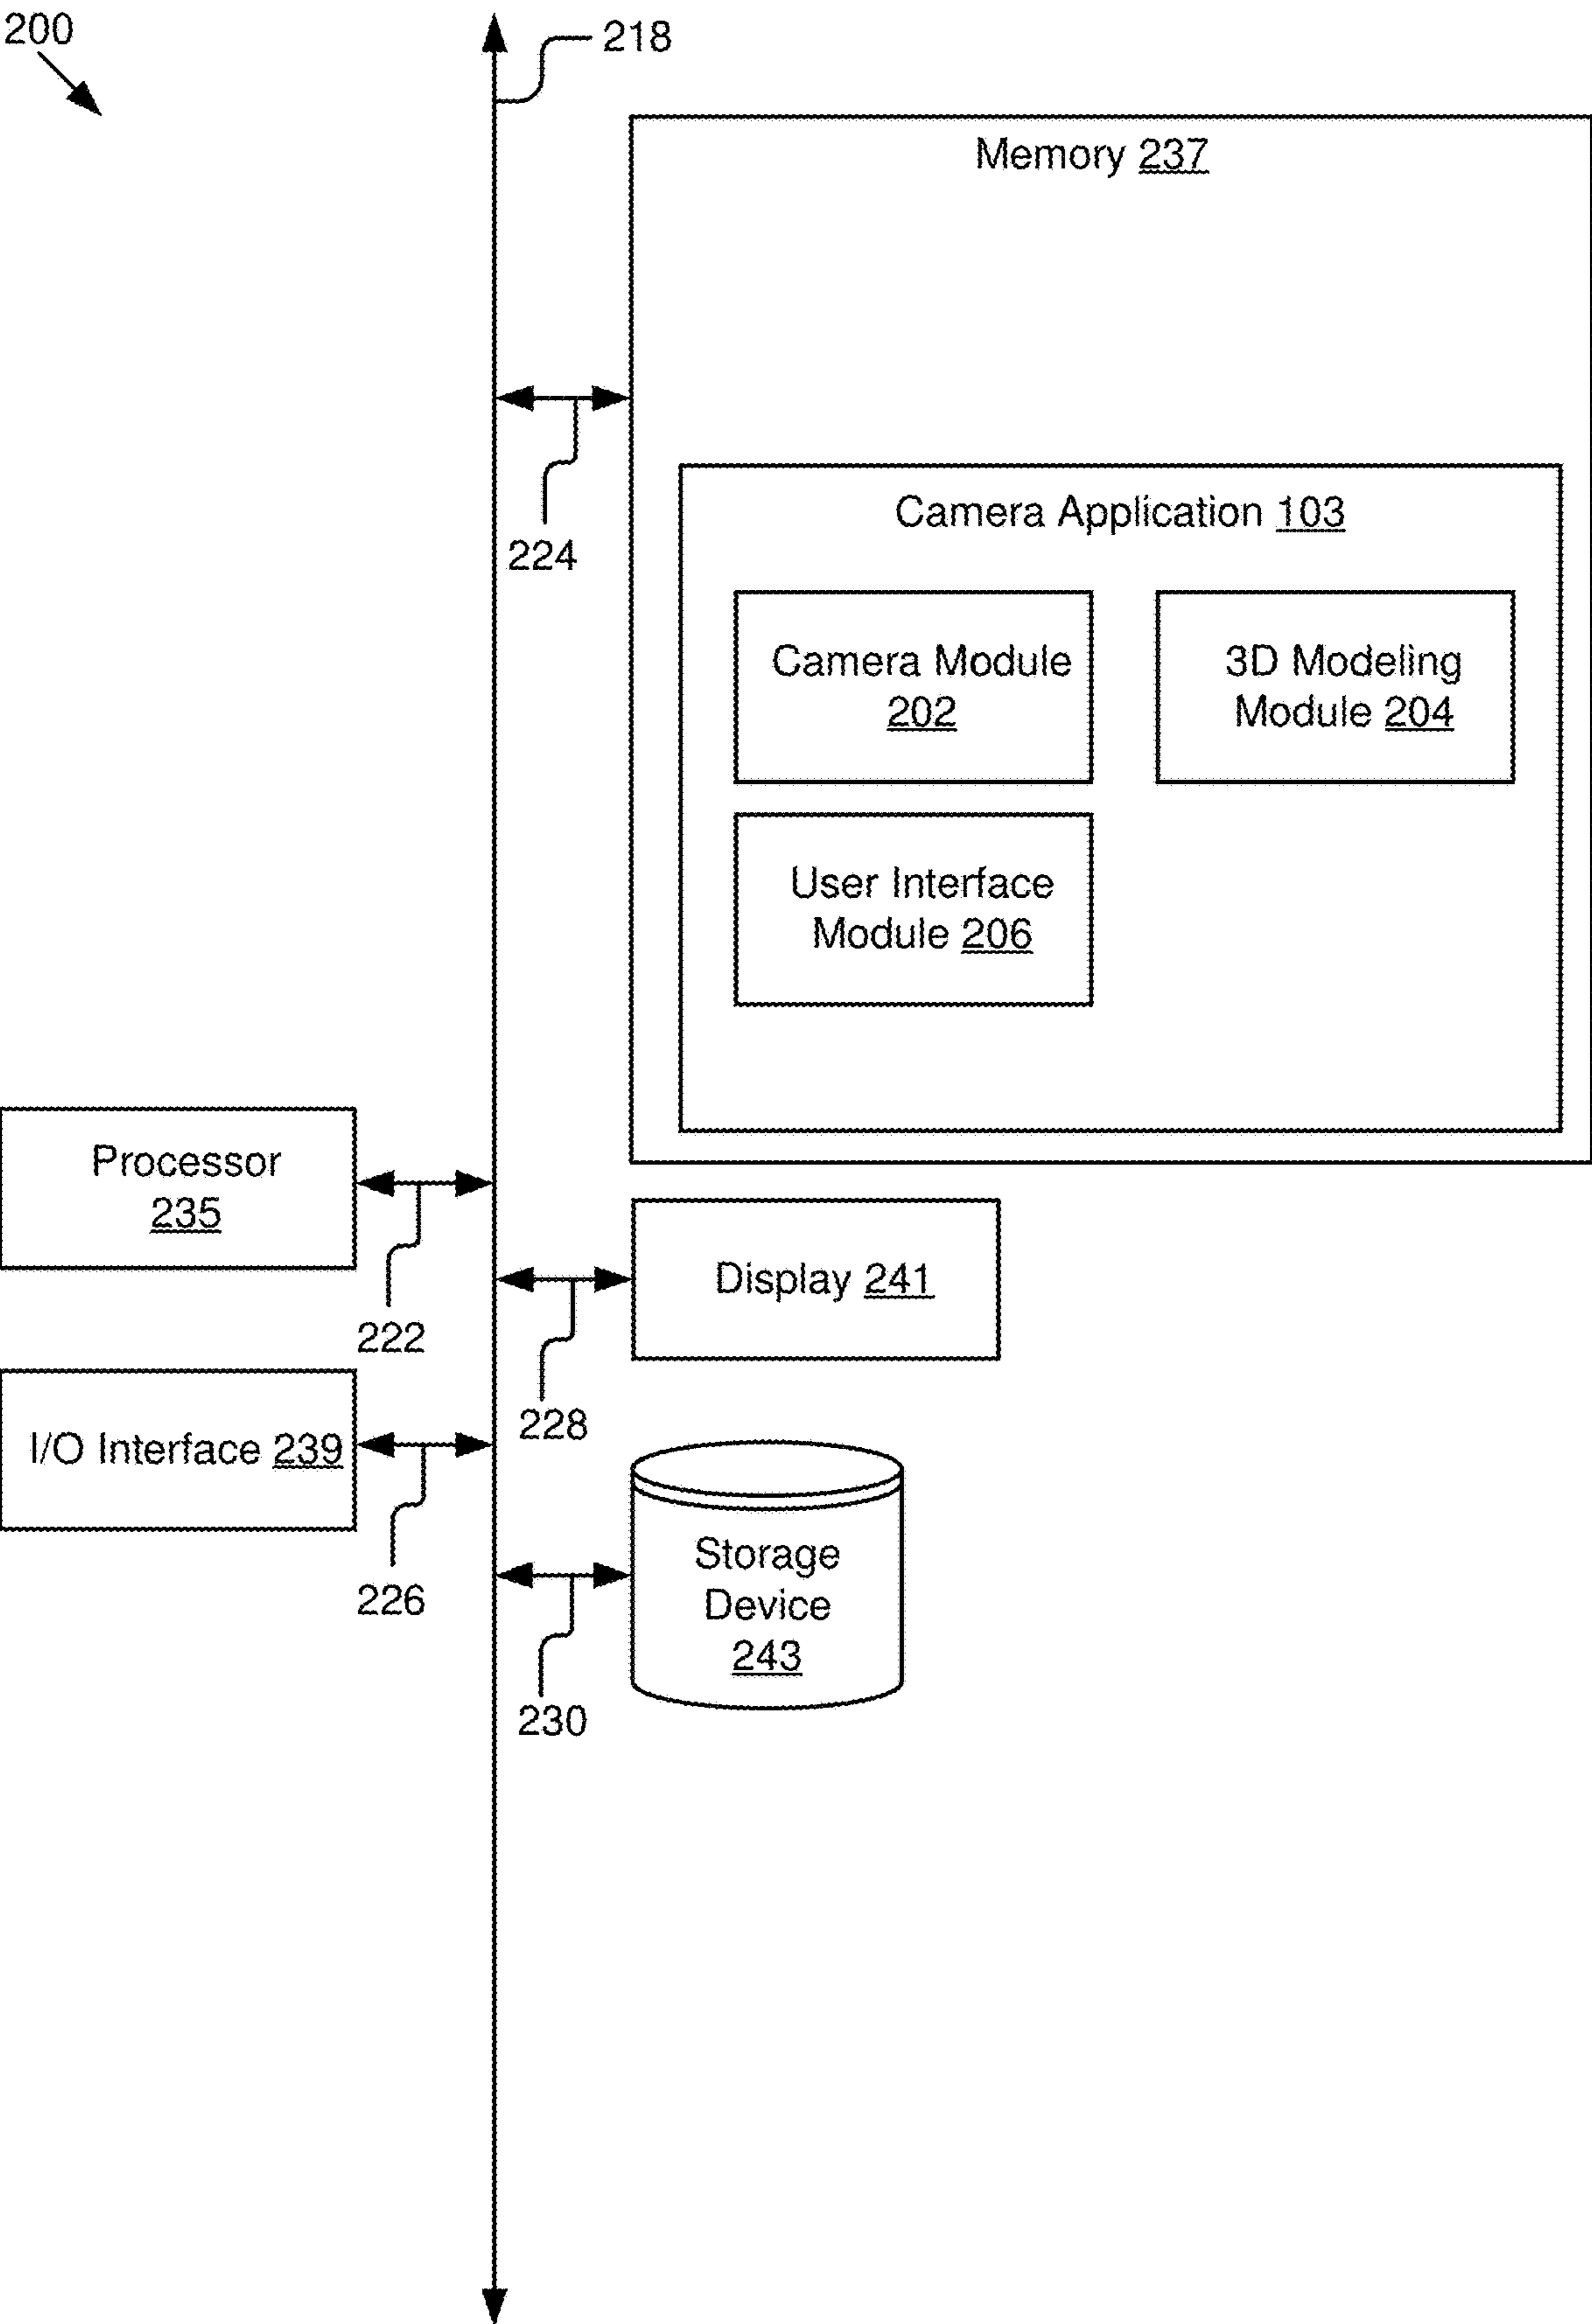 200
218
Memory 237
224
Camera Application 103
Camera Module
202
3D Modeling
Module 204
User Interface
Module 206
Processor
235
222
Display 241
228
I/O Interface 239
226
Storage
Device
243
230